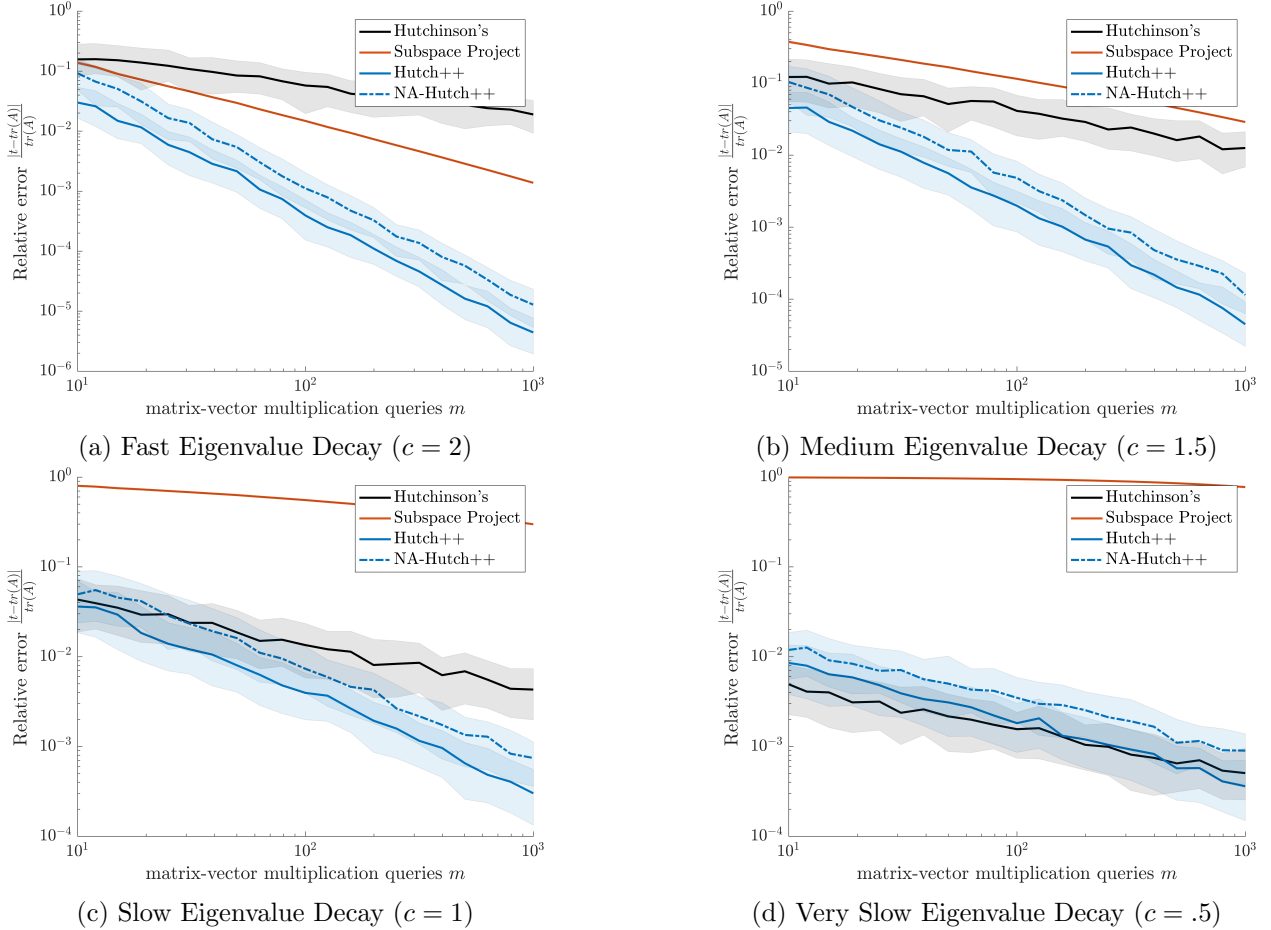 10^0
10^{-1}
10^{-2}
10^{-3}
10^{-4}
10^{-5}
10^{-6}
Relative error |t−tr(A)|/tr(A)
Hutchinson's
Subspace Project
Hutch++
NA-Hutch++
10^1
10^2
10^3
matrix-vector multiplication queries m
(a) Fast Eigenvalue Decay (c = 2)
10^0
10^{-1}
10^{-2}
10^{-3}
10^{-4}
10^{-5}
Relative error |t−tr(A)|/tr(A)
Hutchinson's
Subspace Project
Hutch++
NA-Hutch++
10^1
10^2
10^3
matrix-vector multiplication queries m
(b) Medium Eigenvalue Decay (c = 1.5)
10^0
10^{-1}
10^{-2}
10^{-3}
10^{-4}
Relative error |t−tr(A)|/tr(A)
Hutchinson's
Subspace Project
Hutch++
NA-Hutch++
10^1
10^2
10^3
matrix-vector multiplication queries m
(c) Slow Eigenvalue Decay (c = 1)
10^0
10^{-1}
10^{-2}
10^{-3}
10^{-4}
Relative error |t−tr(A)|/tr(A)
Hutchinson's
Subspace Project
Hutch++
NA-Hutch++
10^1
10^2
10^3
matrix-vector multiplication queries m
(d) Very Slow Eigenvalue Decay (c = .5)